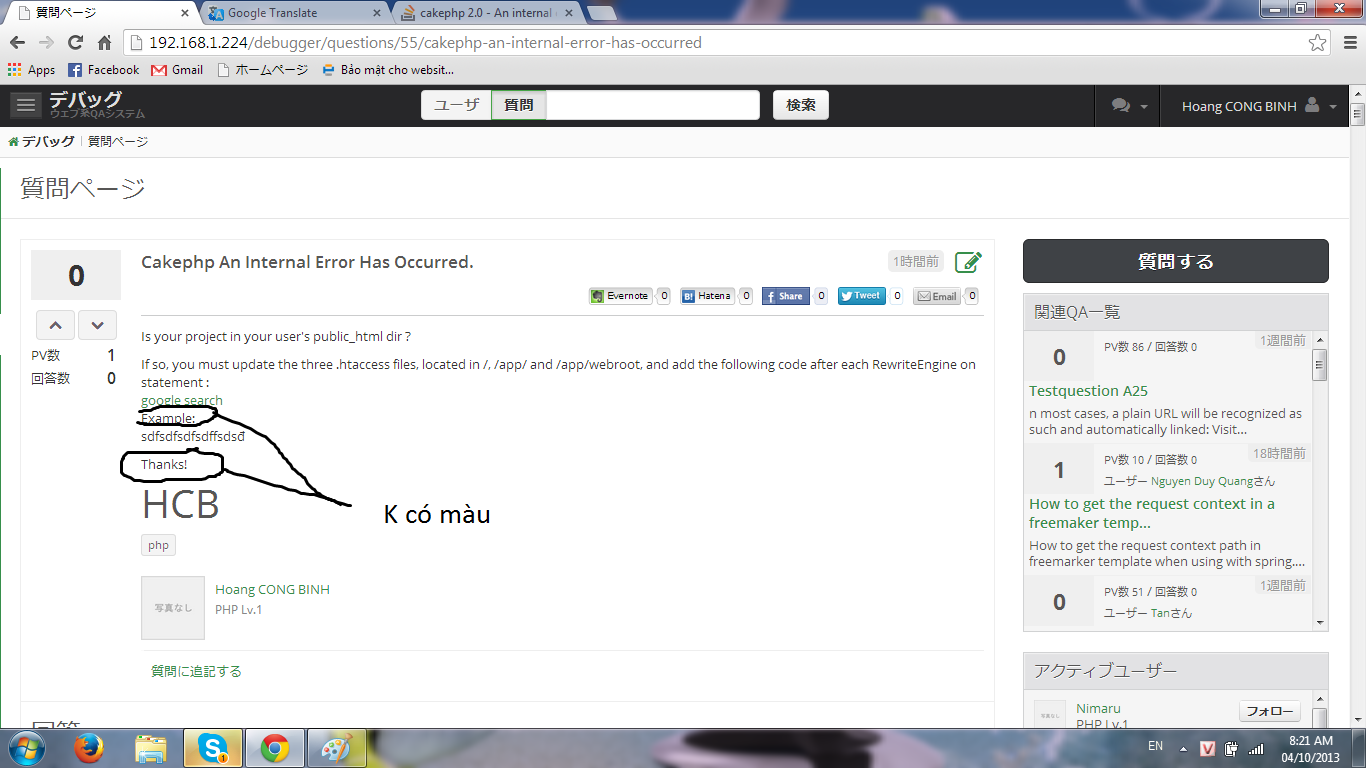 質問ページ
Google Translate
cakephp 2.0 - An internal
192.168.1.224/debugger/questions/55/cakephp-an-internal-error-has-occurred
Apps Facebook Gmail ホームページ Bảo mật cho websit...
デバッグ
ウェブ系QAシステム
ユーザ 質問 検索
Hoang CONG BINH
デバッグ 質問ページ
質問ページ
0
Cakephp An Internal Error Has Occurred.
1時間前
Evernote 0 B! Hatena 0 f Share 0 Tweet 0 Email 0
PV数 1
回答数 0
Is your project in your user's public_html dir ?
If so, you must update the three .htaccess files, located in /, /app/ and /app/webroot, and add the following code after each RewriteEngine on
statement :
google search
Example:
sdfsdfsdfsdffsdsđ
Thanks!
HCB
K có màu
php
写真なし
Hoang CONG BINH
PHP Lv.1
質問に追記する
質問する
関連QA一覧
0
PV数 86 / 回答数 0
1週間前
Testquestion A25
n most cases, a plain URL will be recognized as
such and automatically linked: Visit...
1
PV数 10 / 回答数 0
18時間前
ユーザー Nguyen Duy Quangさん
How to get the request context in a
freemaker temp...
How to get the request context path in
freemarker template when using with spring....
0
PV数 51 / 回答数 0
1週間前
ユーザー Tanさん
アクティブユーザー
Nimaru
フォロー
PHP Lv.1
EN
8:21 AM
04/10/2013